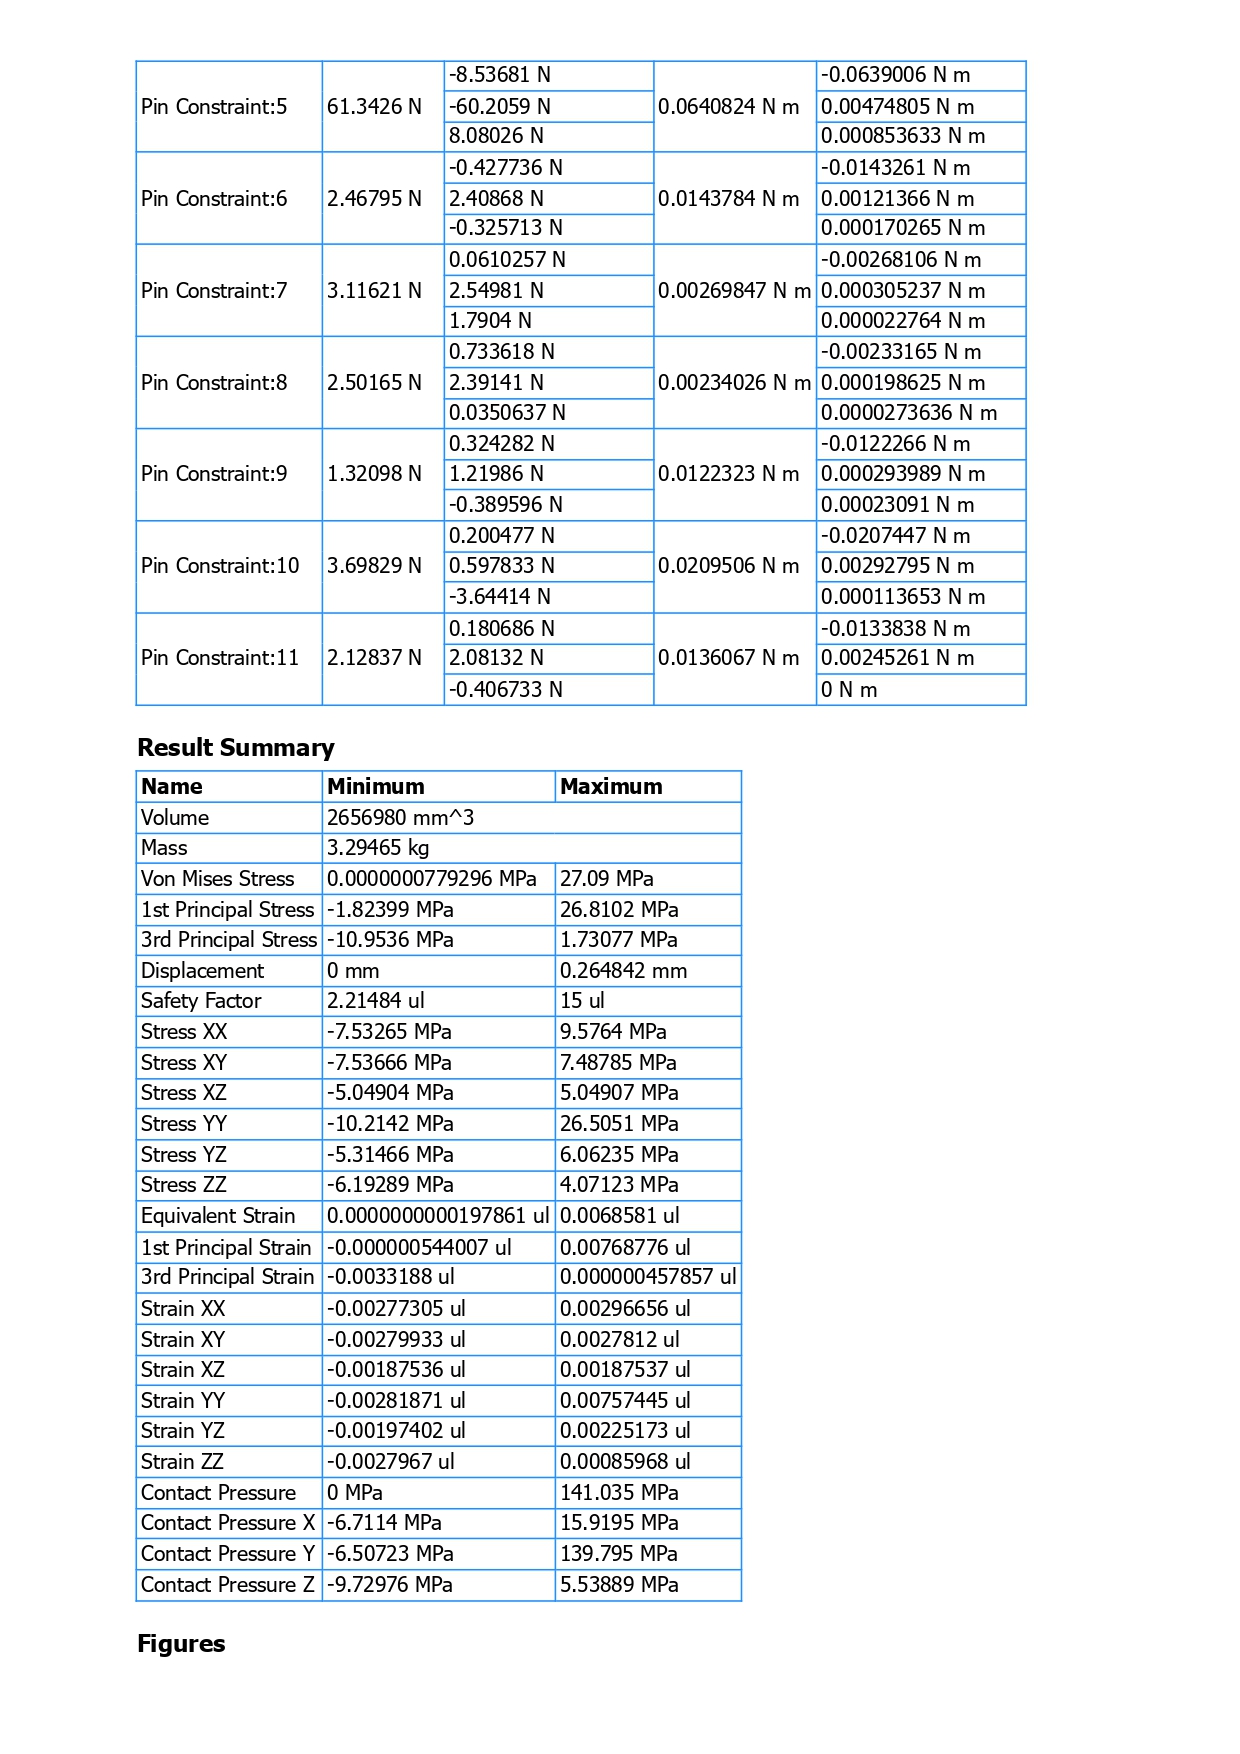 -8.53681 N -0.0639006 N m
Pin Constraint:5 61.3426 N -60.2059 N 0.0640824 N m 0.00474805 N m
8.08026 N 0.000853633 N m
-0.427736 N -0.0143261 N m
Pin Constraint:6 2.46795 N 2.40868 N 0.0143784 N m 0.00121366 N m
-0.325713 N 0.000170265 N m
0.0610257 N -0.00268106 N m
Pin Constraint:7 3.11621 N 2.54981 N 0.00269847 N m 0.000305237 N m
1.7904 N 0.000022764 N m
0.733618 N -0.00233165 N m
Pin Constraint:8 2.50165 N 2.39141 N 0.00234026 N m 0.000198625 N m
0.0350637 N 0.0000273636 N m
0.324282 N -0.0122266 N m
Pin Constraint:9 1.32098 N 1.21986 N 0.0122323 N m 0.000293989 N m
-0.389596 N 0.00023091 N m
0.200477 N -0.0207447 N m
Pin Constraint:10 3.69829 N 0.597833 N 0.0209506 N m 0.00292795 N m
-3.64414 N 0.000113653 N m
0.180686 N -0.0133838 N m
Pin Constraint:11 2.12837 N 2.08132 N 0.0136067 N m 0.00245261 N m
-0.406733 N 0 N m
Result Summary
Name Minimum Maximum
Volume 2656980 mm^3
Mass 3.29465 kg
Von Mises Stress 0.0000000779296 MPa 27.09 MPa
1st Principal Stress -1.82399 MPa 26.8102 MPa
3rd Principal Stress -10.9536 MPa 1.73077 MPa
Displacement 0 mm 0.264842 mm
Safety Factor 2.21484 ul 15 ul
Stress XX -7.53265 MPa 9.5764 MPa
Stress XY -7.53666 MPa 7.48785 MPa
Stress XZ -5.04904 MPa 5.04907 MPa
Stress YY -10.2142 MPa 26.5051 MPa
Stress YZ -5.31466 MPa 6.06235 MPa
Stress ZZ -6.19289 MPa 4.07123 MPa
Equivalent Strain 0.0000000000197861 ul 0.0068581 ul
1st Principal Strain -0.000000544007 ul 0.00768776 ul
3rd Principal Strain -0.0033188 ul 0.000000457857 ul
Strain XX -0.00277305 ul 0.00296656 ul
Strain XY -0.00279933 ul 0.0027812 ul
Strain XZ -0.00187536 ul 0.00187537 ul
Strain YY -0.00281871 ul 0.00757445 ul
Strain YZ -0.00197402 ul 0.00225173 ul
Strain ZZ -0.0027967 ul 0.00085968 ul
Contact Pressure 0 MPa 141.035 MPa
Contact Pressure X -6.7114 MPa 15.9195 MPa
Contact Pressure Y -6.50723 MPa 139.795 MPa
Contact Pressure Z -9.72976 MPa 5.53889 MPa
Figures